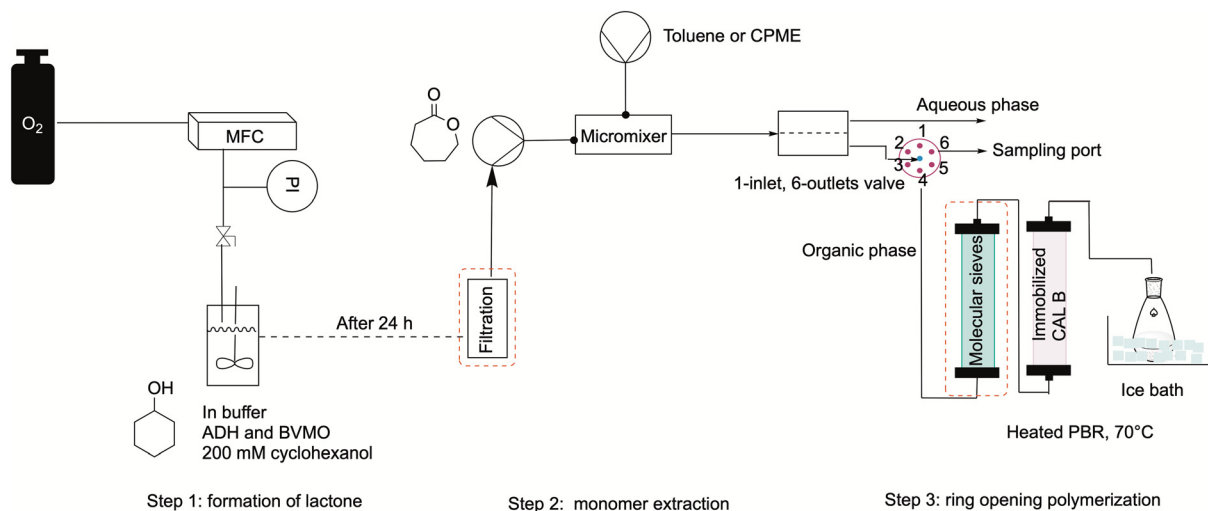 Toluene or CPME
O2
MFC
PI
O
O
Micromixer
Aqueous phase
1
2
6
3
5
4
Sampling port
1-inlet, 6-outlets valve
Organic phase
After 24 h
Filtration
Molecular sieves
Immobilized
CAL B
Ice bath
OH
In buffer
ADH and BVMO
200 mM cyclohexanol
Heated PBR, 70°C
Step 1: formation of lactone
Step 2: monomer extraction
Step 3: ring opening polymerization